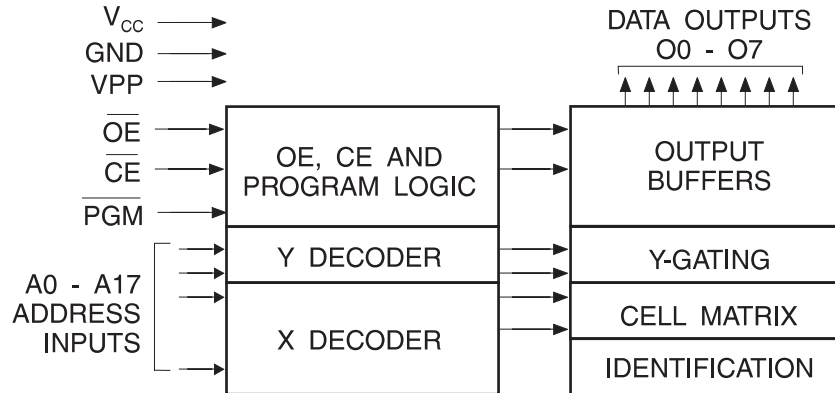 V_CC
GND
VPP
OE
CE
PGM
A0 - A17
ADDRESS
INPUTS
OE, CE AND
PROGRAM LOGIC
Y DECODER
X DECODER
DATA OUTPUTS
O0 - O7
OUTPUT
BUFFERS
Y-GATING
CELL MATRIX
IDENTIFICATION